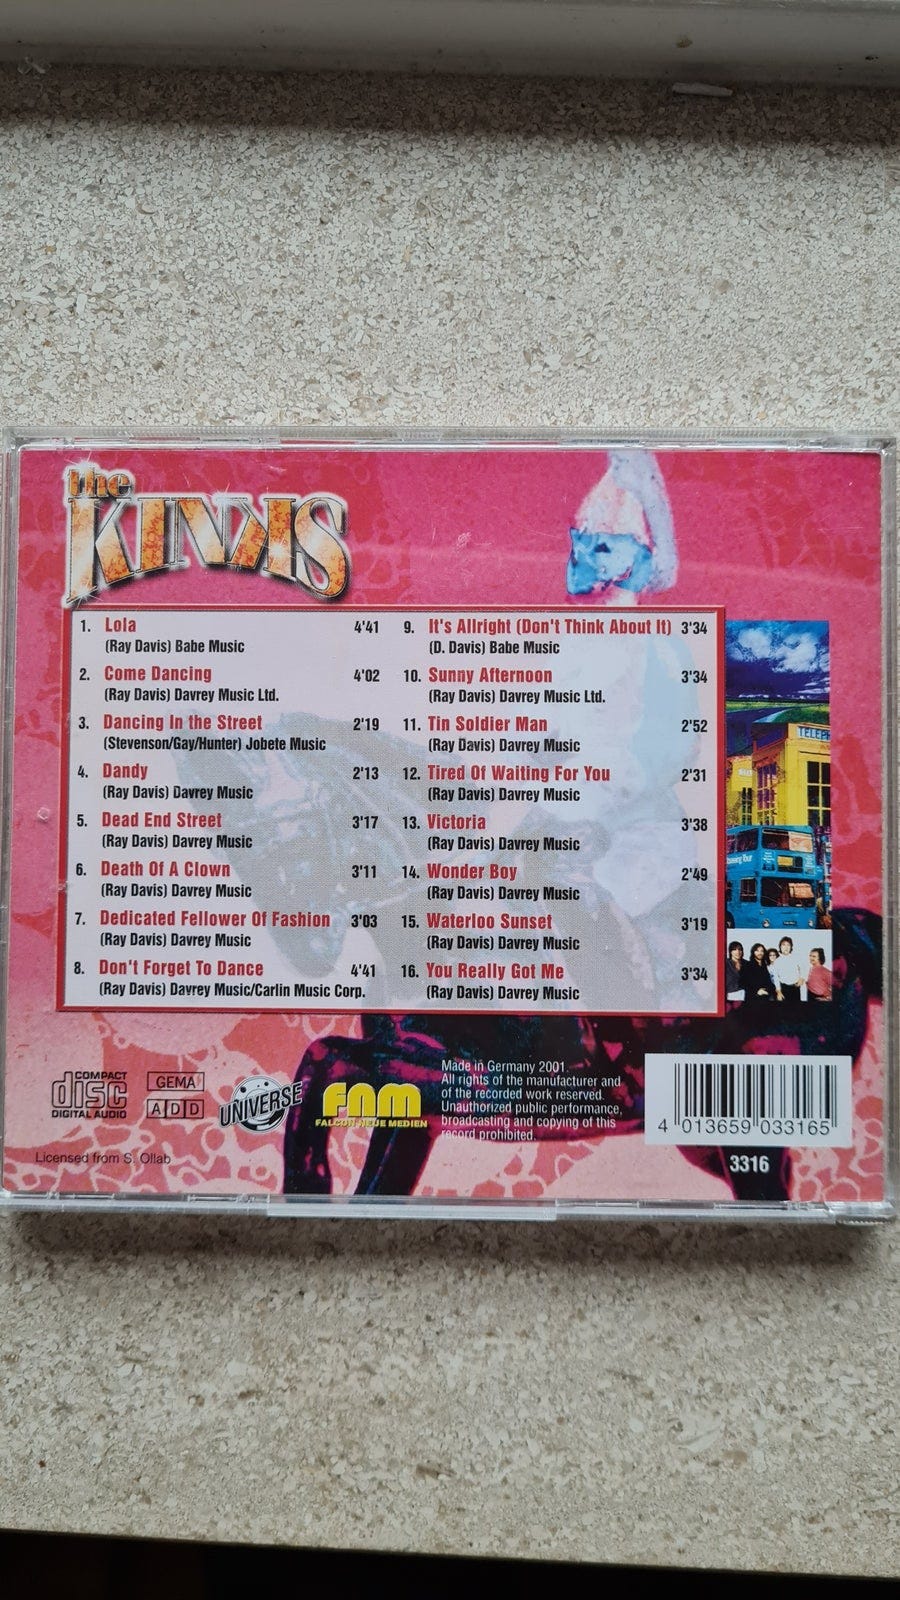 the
KINKS
1. Lola 4'41
(Ray Davis) Babe Music
2. Come Dancing 4'02
(Ray Davis) Davrey Music Ltd.
3. Dancing In the Street 2'19
(Stevenson/Gay/Hunter) Jobete Music
4. Dandy 2'13
(Ray Davis) Davrey Music
5. Dead End Street 3'17
(Ray Davis) Davrey Music
6. Death Of A Clown 3'11
(Ray Davis) Davrey Music
7. Dedicated Fellower Of Fashion 3'03
(Ray Davis) Davrey Music
8. Don't Forget To Dance 4'41
(Ray Davis) Davrey Music/Carlin Music Corp.
9. It's Allright (Don't Think About It) 3'34
(D. Davis) Babe Music
10. Sunny Afternoon 3'34
(Ray Davis) Davrey Music Ltd.
11. Tin Soldier Man 2'52
(Ray Davis) Davrey Music
12. Tired Of Waiting For You 2'31
(Ray Davis) Davrey Music
13. Victoria 3'38
(Ray Davis) Davrey Music
14. Wonder Boy 2'49
(Ray Davis) Davrey Music
15. Waterloo Sunset 3'19
(Ray Davis) Davrey Music
16. You Really Got Me 3'34
(Ray Davis) Davrey Music
TELEPH
COMPACT
disc
DIGITAL AUDIO
GEMA
ADD
UNIVERSE
FNM
FALCON NEUE MEDIEN
Made in Germany 2001.
All rights of the manufacturer and
of the recorded work reserved.
Unauthorized public performance,
broadcasting and copying of this
record prohibited.
4 013659 033165
3316
Licensed from S. Ollab